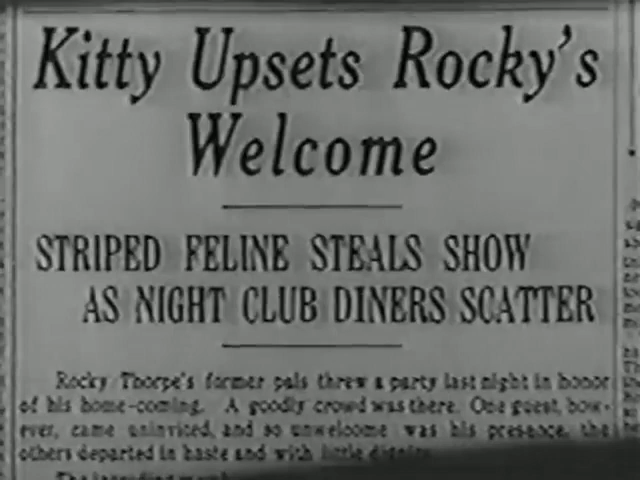 Kitty Upsets Rocky's
Welcome
STRIPED FELINE STEALS SHOW
AS NIGHT CLUB DINERS SCATTER
Rocky Thorpe's former pals threw a party last night in honor
of his home-coming. A goodly crowd was there. One guest, how-
ever, came uninvited, and so unwelcome was his presence, the
others departed in haste and with little dignity